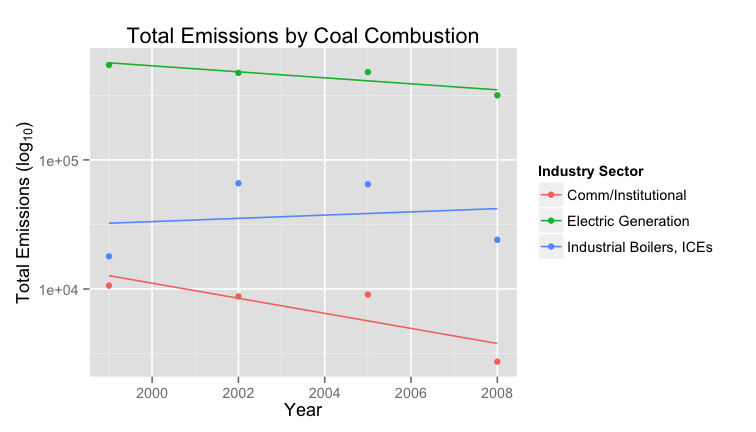 Total Emissions by Coal Combustion
Total Emissions (log10)
1e+05
1e+04
2000 2002 2004 2006 2008
Year
Industry Sector
Comm/Institutional
Electric Generation
Industrial Boilers, ICEs